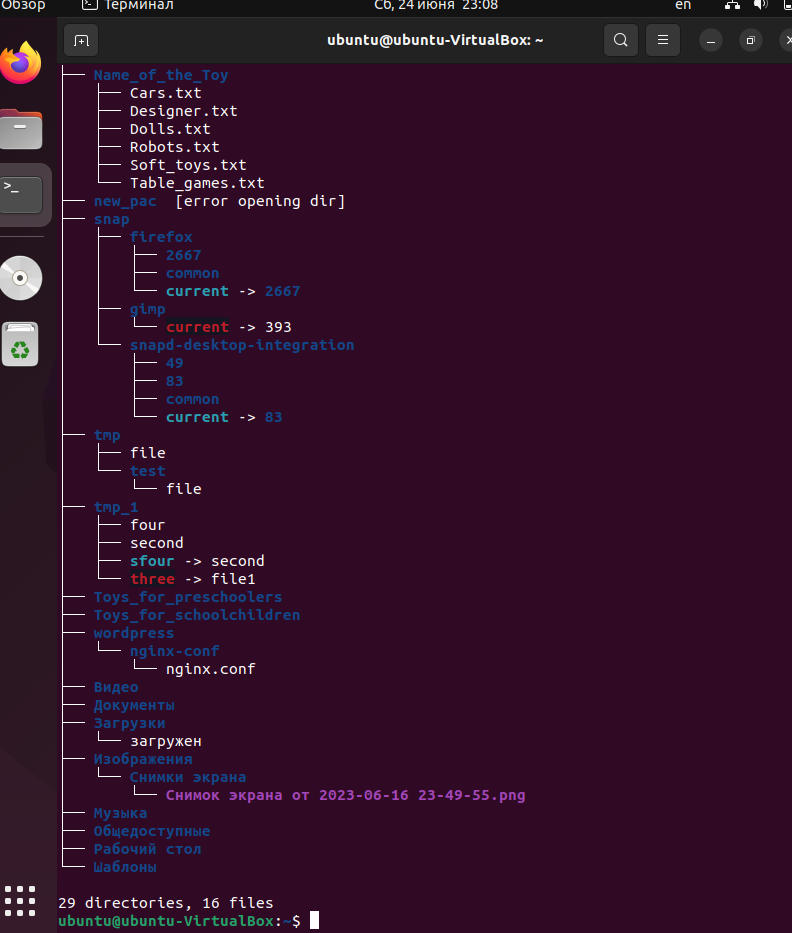 Обзор Терминал Сб, 24 июня 23:08 en
ubuntu@ubuntu-VirtualBox: ~
├── Name_of_the_Toy
│   ├── Cars.txt
│   ├── Designer.txt
│   ├── Dolls.txt
│   ├── Robots.txt
│   ├── Soft_toys.txt
│   └── Table_games.txt
├── new_pac  [error opening dir]
├── snap
│   ├── firefox
│   │   ├── 2667
│   │   ├── common
│   │   └── current -> 2667
│   ├── gimp
│   │   └── current -> 393
│   └── snapd-desktop-integration
│       ├── 49
│       ├── 83
│       ├── common
│       └── current -> 83
├── tmp
│   ├── file
│   └── test
│       └── file
├── tmp_1
│   ├── four
│   ├── second
│   ├── sfour -> second
│   └── three -> file1
├── Toys_for_preschoolers
├── Toys_for_schoolchildren
├── wordpress
│   └── nginx-conf
│       └── nginx.conf
├── Видео
├── Документы
├── Загрузки
│   └── загружен
├── Изображения
│   └── Снимки экрана
│       └── Снимок экрана от 2023-06-16 23-49-55.png
├── Музыка
├── Общедоступные
├── Рабочий стол
└── Шаблоны
29 directories, 16 files
ubuntu@ubuntu-VirtualBox:~$